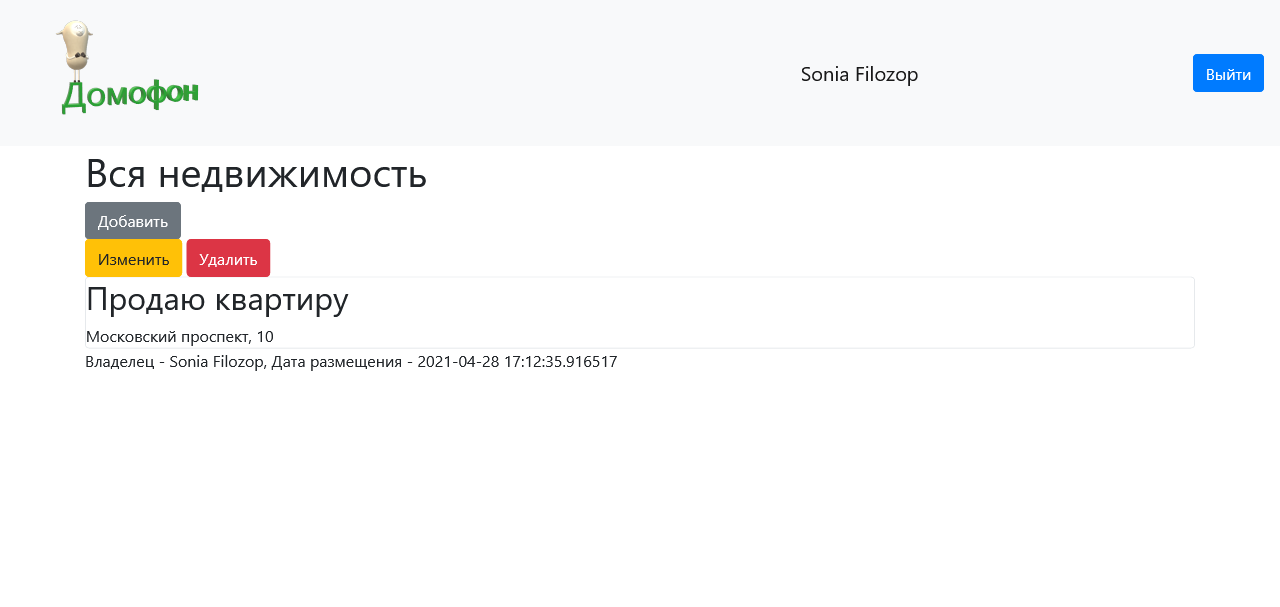 Домофон
Sonia Filozop
Выйти
Вся недвижимость
Добавить
Изменить Удалить
Продаю квартиру
Московский проспект, 10
Владелец - Sonia Filozop, Дата размещения - 2021-04-28 17:12:35.916517